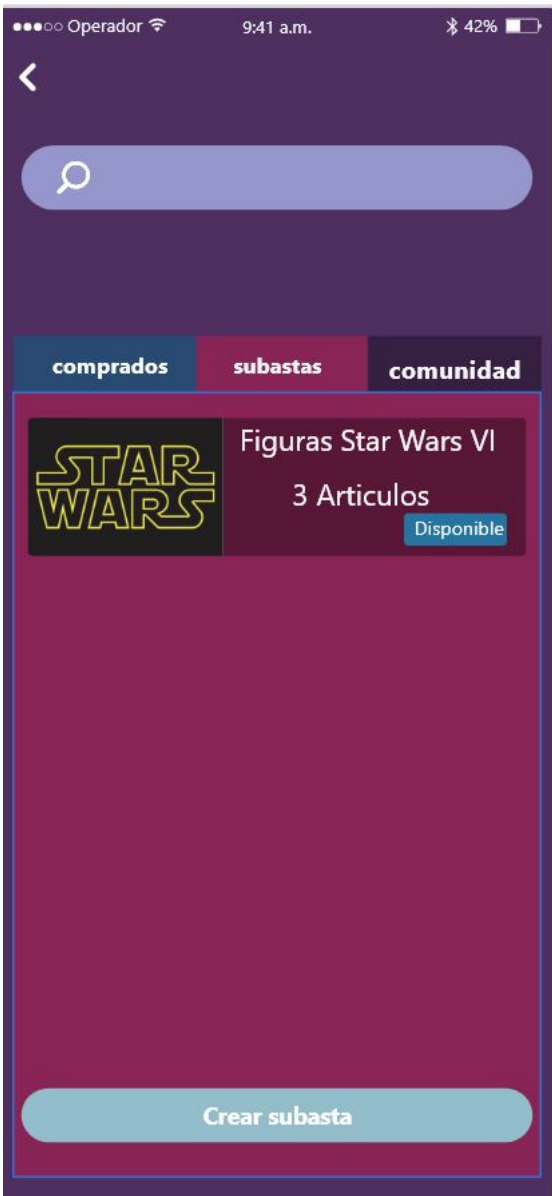 Operador 9:41 a.m. 42%
comprados subastas comunidad
STAR
WARS
Figuras Star Wars VI
3 Articulos
Disponible
Crear subasta